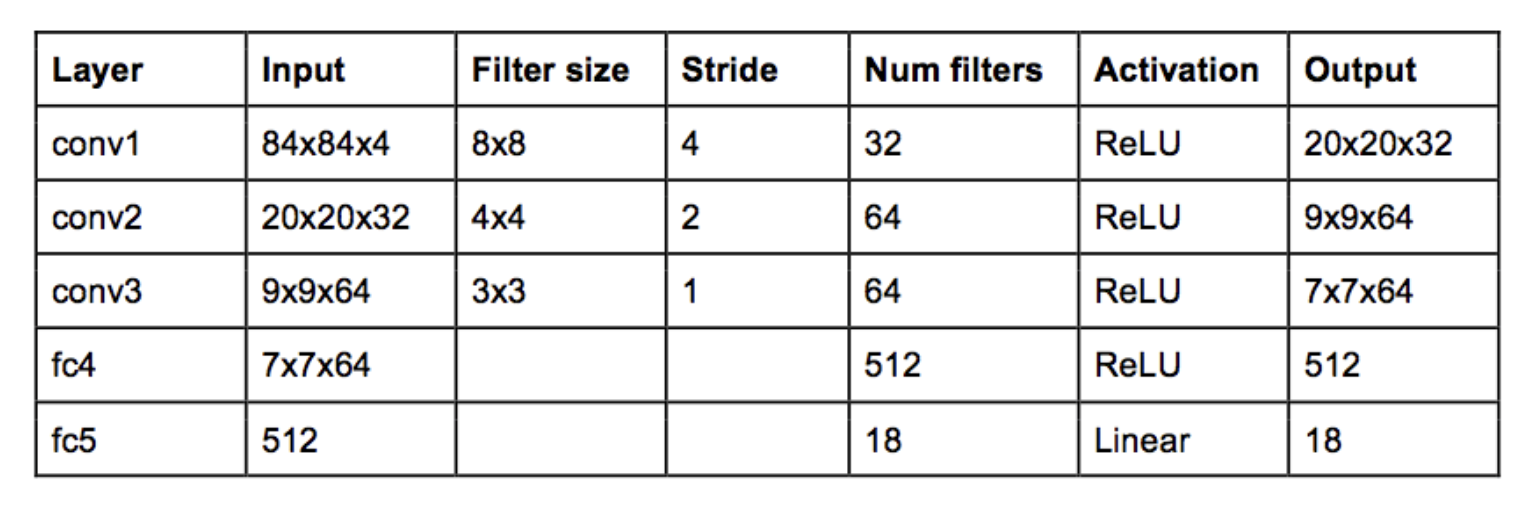 Layer Input Filter size Stride Num filters Activation Output
conv1 84x84x4 8x8 4 32 ReLU 20x20x32
conv2 20x20x32 4x4 2 64 ReLU 9x9x64
conv3 9x9x64 3x3 1 64 ReLU 7x7x64
fc4 7x7x64 512 ReLU 512
fc5 512 18 Linear 18